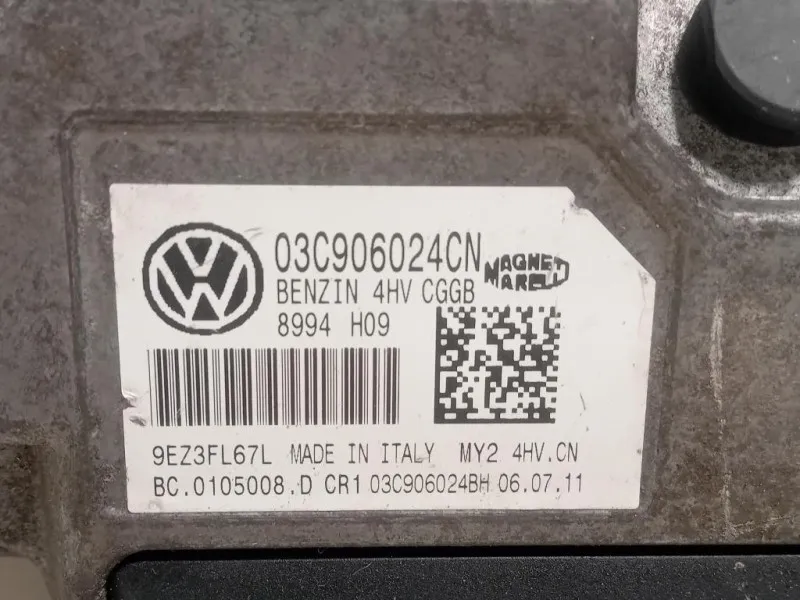 03C906024CN
MAGNETI
MARELLI
BENZIN 4HV CGGB
8994 H09
9EZ3FL67L MADE IN ITALY MY2 4HV.CN
BC.0105008.D CR1 03C906024BH 06.07.11